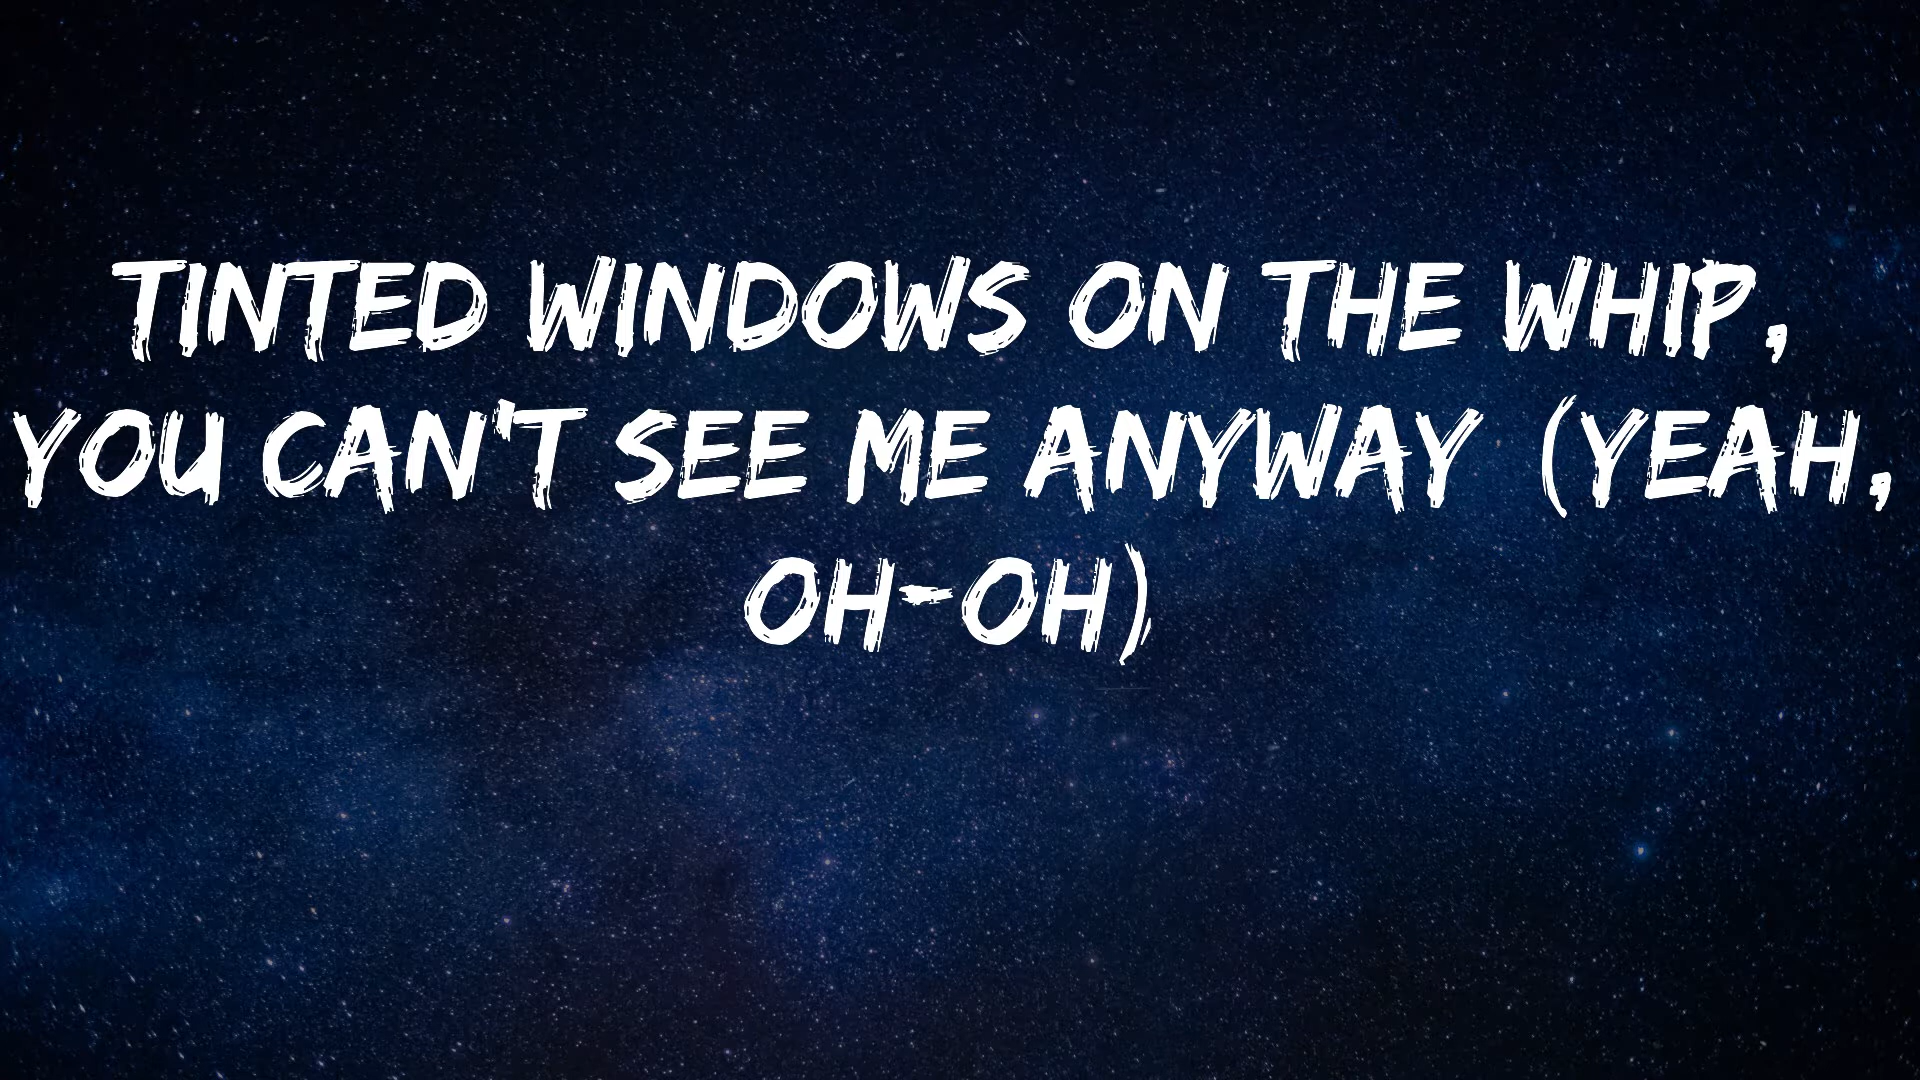 TINTED WINDOWS ON THE WHIP,
YOU CAN'T SEE ME ANYWAY (YEAH,
OH-OH)